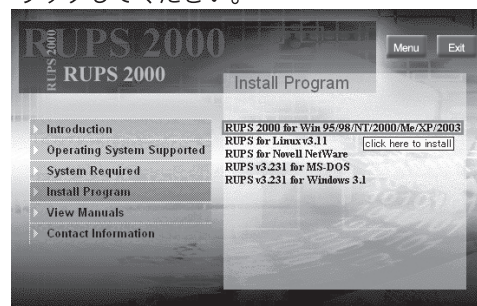 クリックしてください。
RUPS 2000
RUPS 2000
RUPS 2000
Menu
Exit
Install Program
Introduction
Operating System Supported
System Required
Install Program
View Manuals
Contact Information
RUPS 2000 for Win 95/98/NT/2000/Me/XP/2003
RUPS for Linux v3.11
click here to install
RUPS for Novell NetWare
RUPS v3.231 for MS-DOS
RUPS v3.231 for Windows 3.1